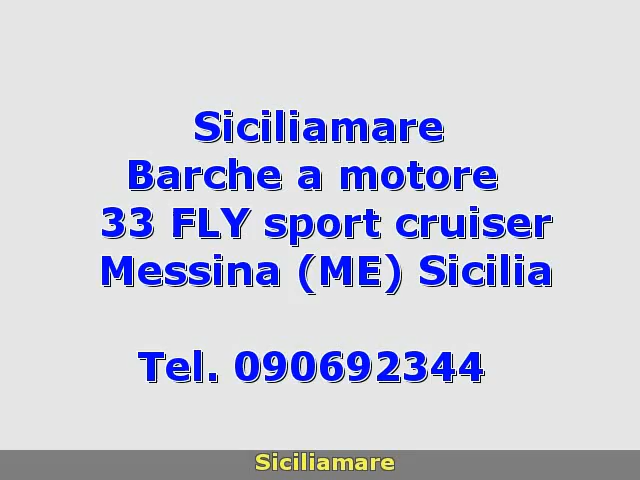 Siciliamare
Barche a motore
33 FLY sport cruiser
Messina (ME) Sicilia
Tel. 090692344
Siciliamare